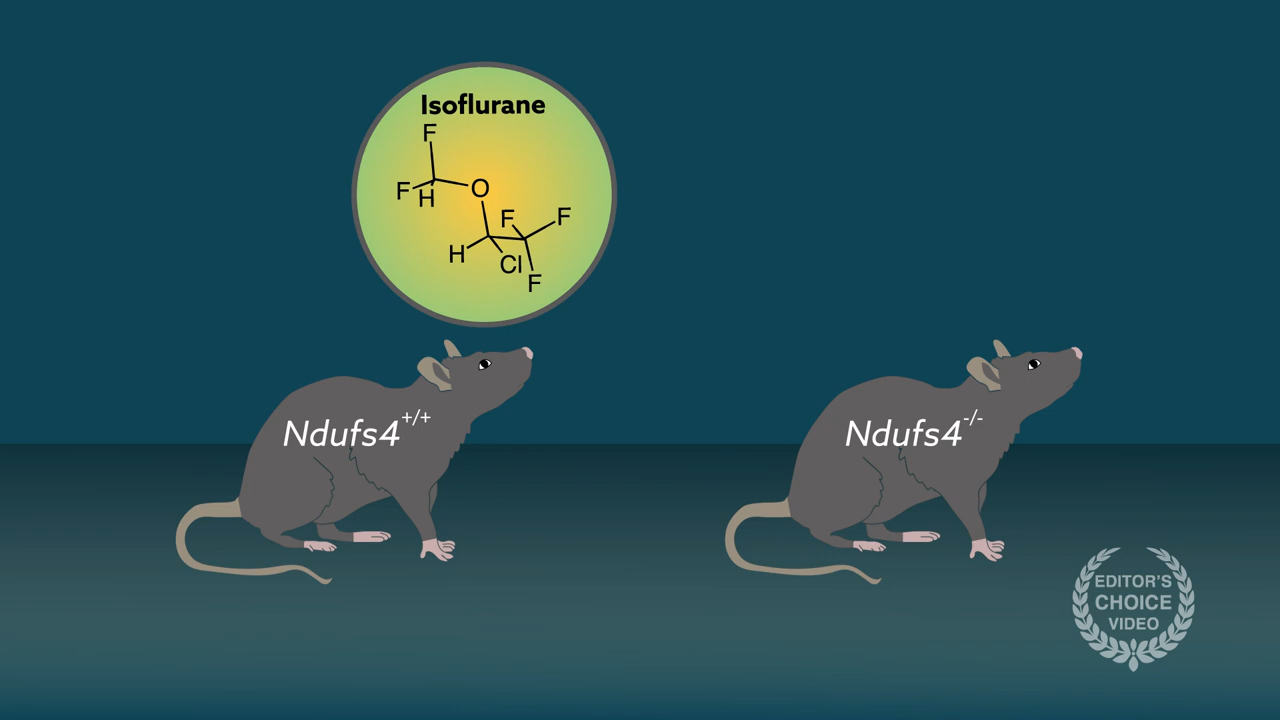 Isoflurane
F
F
H
O
F
F
H
Cl
F
Ndufs4+/+
Ndufs4-/-
EDITOR'S
CHOICE
VIDEO